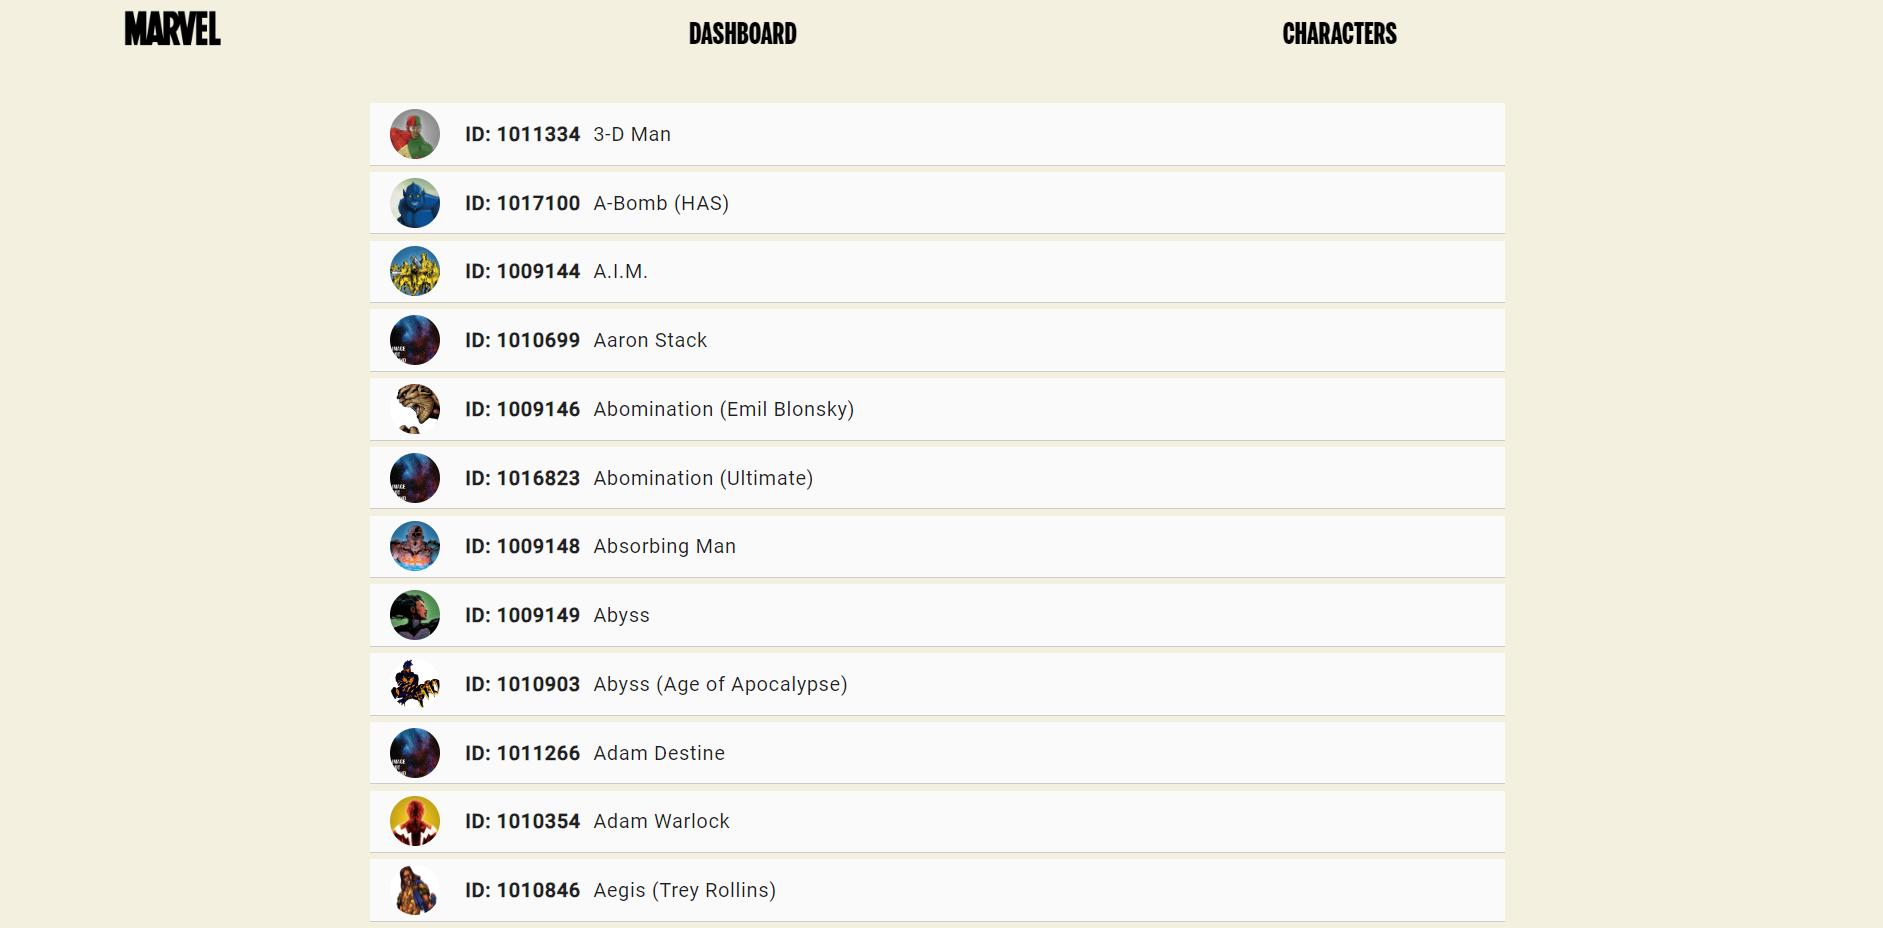 MARVEL DASHBOARD CHARACTERS
ID: 1011334 3-D Man
ID: 1017100 A-Bomb (HAS)
ID: 1009144 A.I.M.
ID: 1010699 Aaron Stack
ID: 1009146 Abomination (Emil Blonsky)
ID: 1016823 Abomination (Ultimate)
ID: 1009148 Absorbing Man
ID: 1009149 Abyss
ID: 1010903 Abyss (Age of Apocalypse)
ID: 1011266 Adam Destine
ID: 1010354 Adam Warlock
ID: 1010846 Aegis (Trey Rollins)